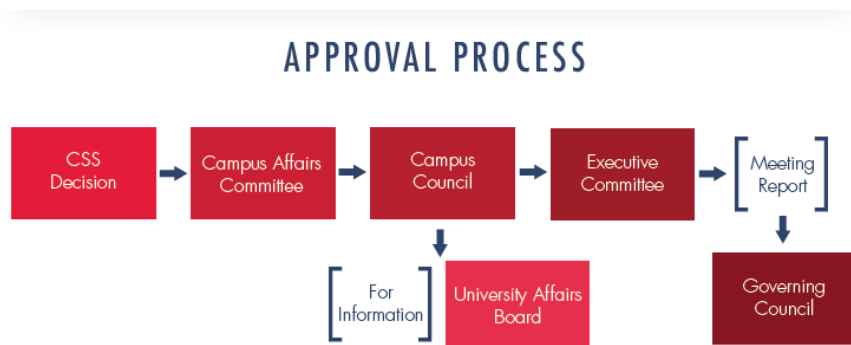 APPROVAL PROCESS
CSS
Decision
Campus Affairs
Committee
Campus
Council
Executive
Committee
Meeting
Report
For
Information
University Affairs
Board
Governing
Council